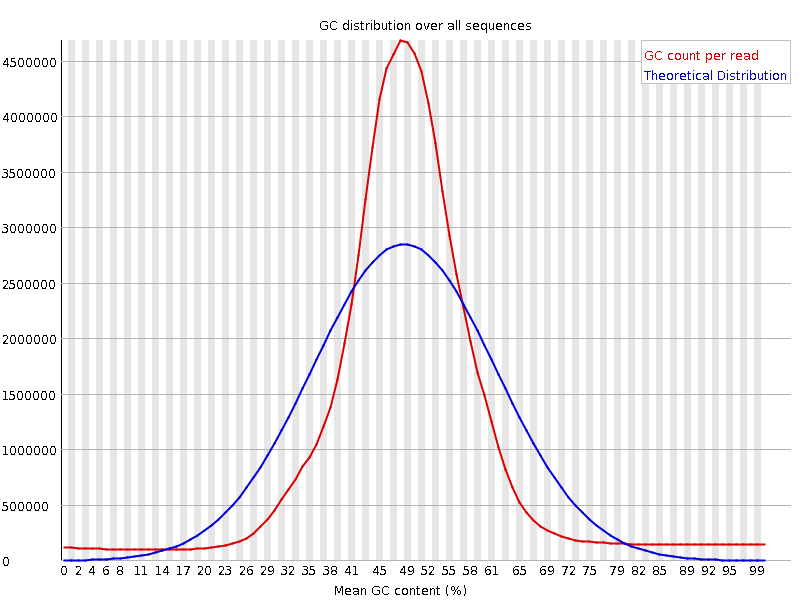 GC distribution over all sequences
GC count per read
Theoretical Distribution
4500000
4000000
3500000
3000000
2500000
2000000
1500000
1000000
500000
0
0 2 4 6 8 11 14 17 20 23 26 29 32 35 38 41 45 49 52 55 58 61 65 69 72 75 79 82 85 89 92 95 99
Mean GC content (%)